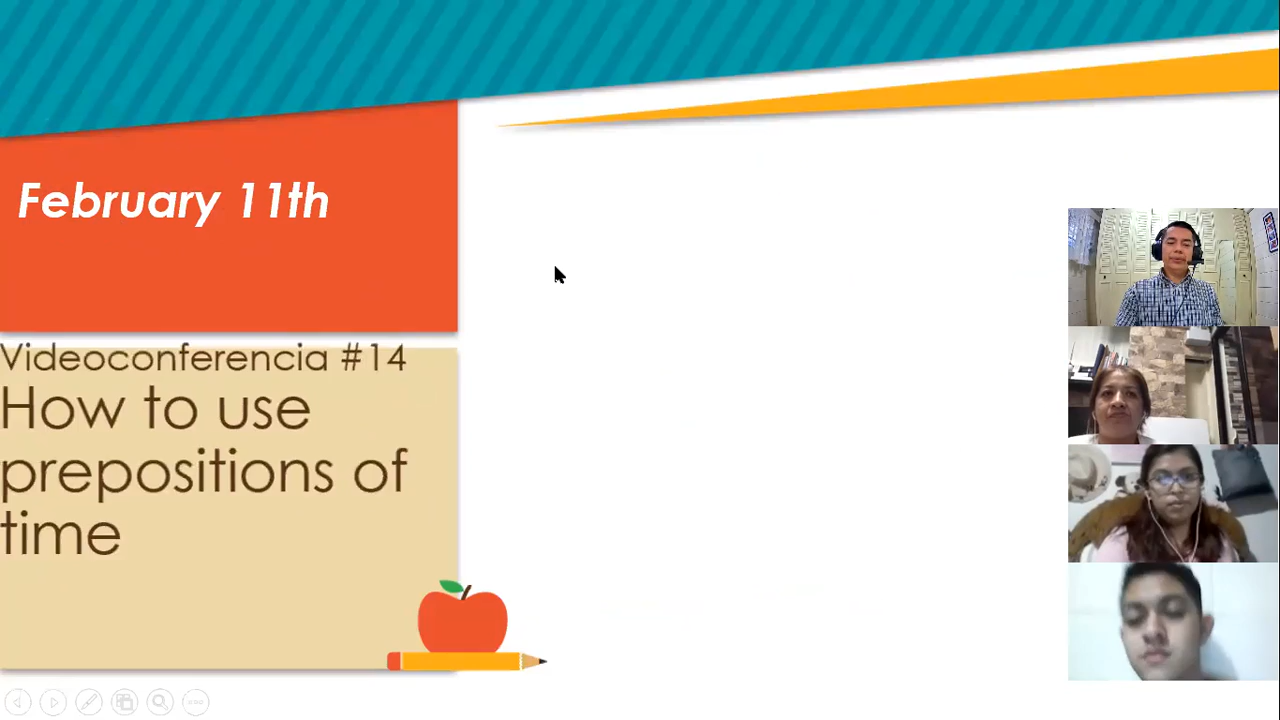 February 11th
Videoconferencia #14
How to use
prepositions of
time